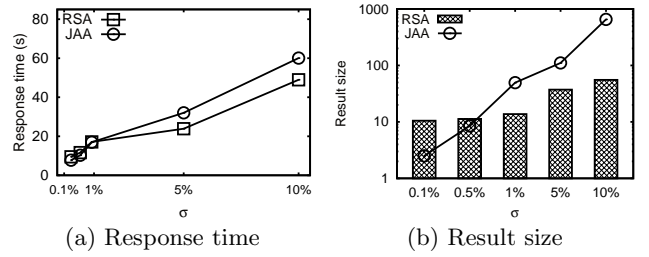 RSA
JAA
Response time (s)
80
60
40
20
0
0.1% 1% 5% 10%
σ
(a) Response time
RSA
JAA
Result size
1000
100
10
1
0.1% 0.5% 1% 5% 10%
σ
(b) Result size